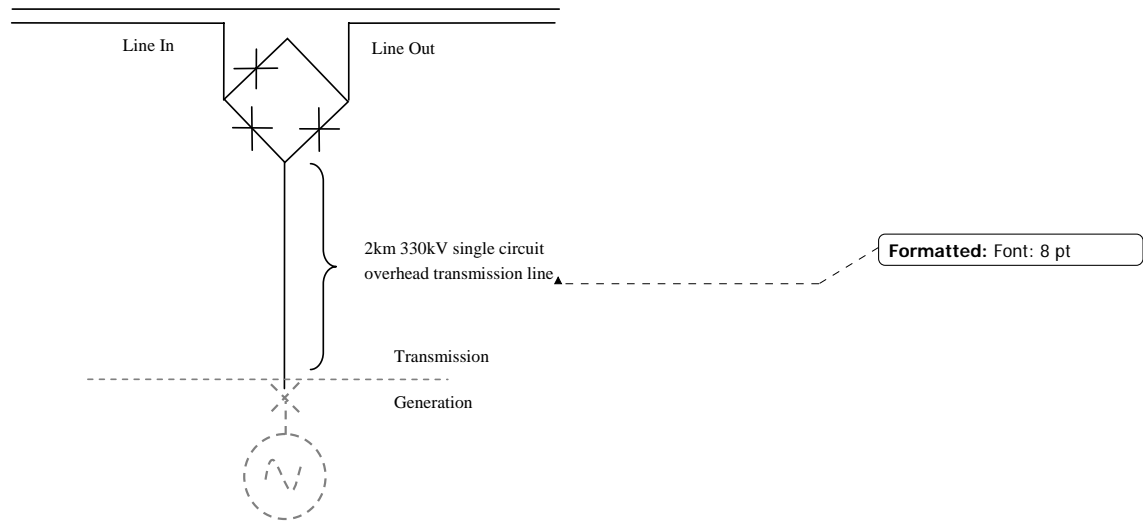 Line In
Line Out
2km 330kV single circuit
overhead transmission line
Formatted: Font: 8 pt
Transmission
Generation